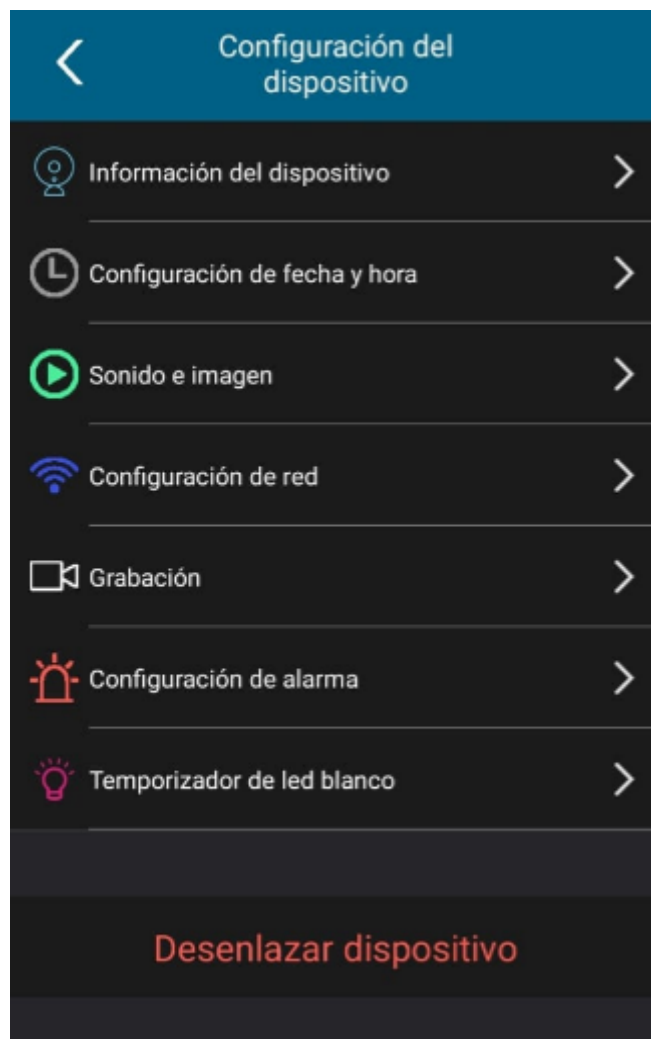 Configuración del
dispositivo
Información del dispositivo
Configuración de fecha y hora
Sonido e imagen
Configuración de red
Grabación
Configuración de alarma
Temporizador de led blanco
Desenlazar dispositivo